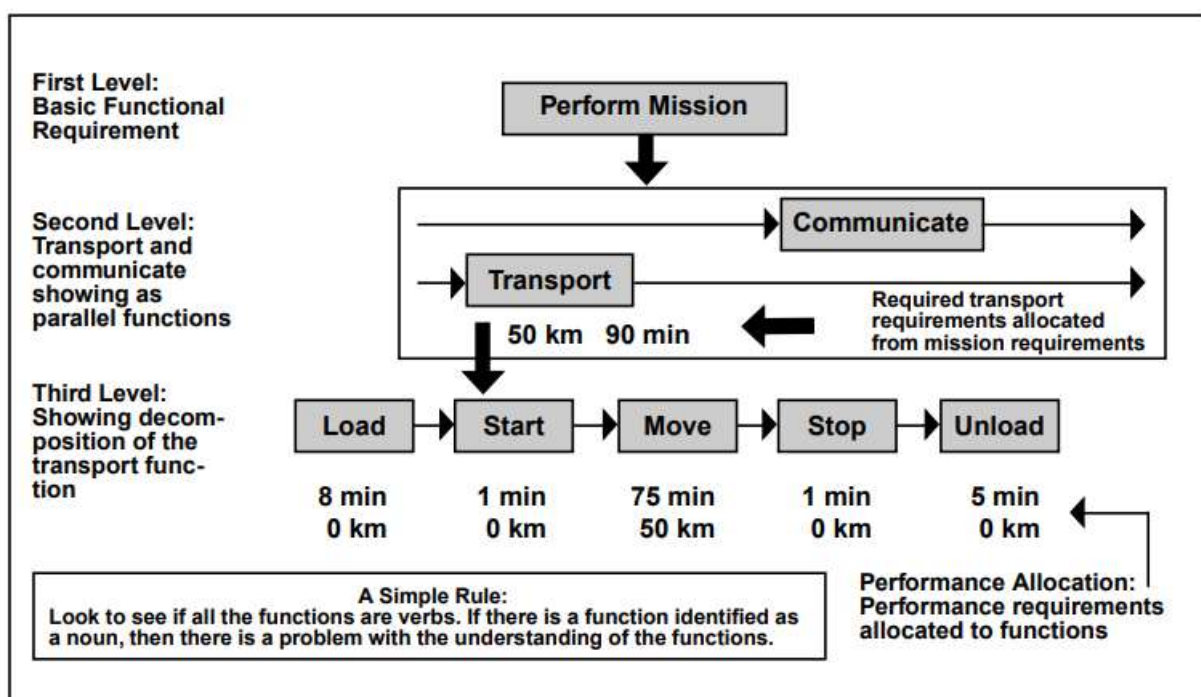 First Level:
Basic Functional
Requirement
Perform Mission
Second Level:
Transport and
communicate
showing as
parallel functions
Communicate
Transport
50 km 90 min
Required transport
requirements allocated
from mission requirements
Third Level:
Showing decom-
position of the
transport func-
tion
Load
Start
Move
Stop
Unload
8 min
0 km
1 min
0 km
75 min
50 km
1 min
0 km
5 min
0 km
A Simple Rule:
Look to see if all the functions are verbs. If there is a function identified as
a noun, then there is a problem with the understanding of the functions.
Performance Allocation:
Performance requirements
allocated to functions